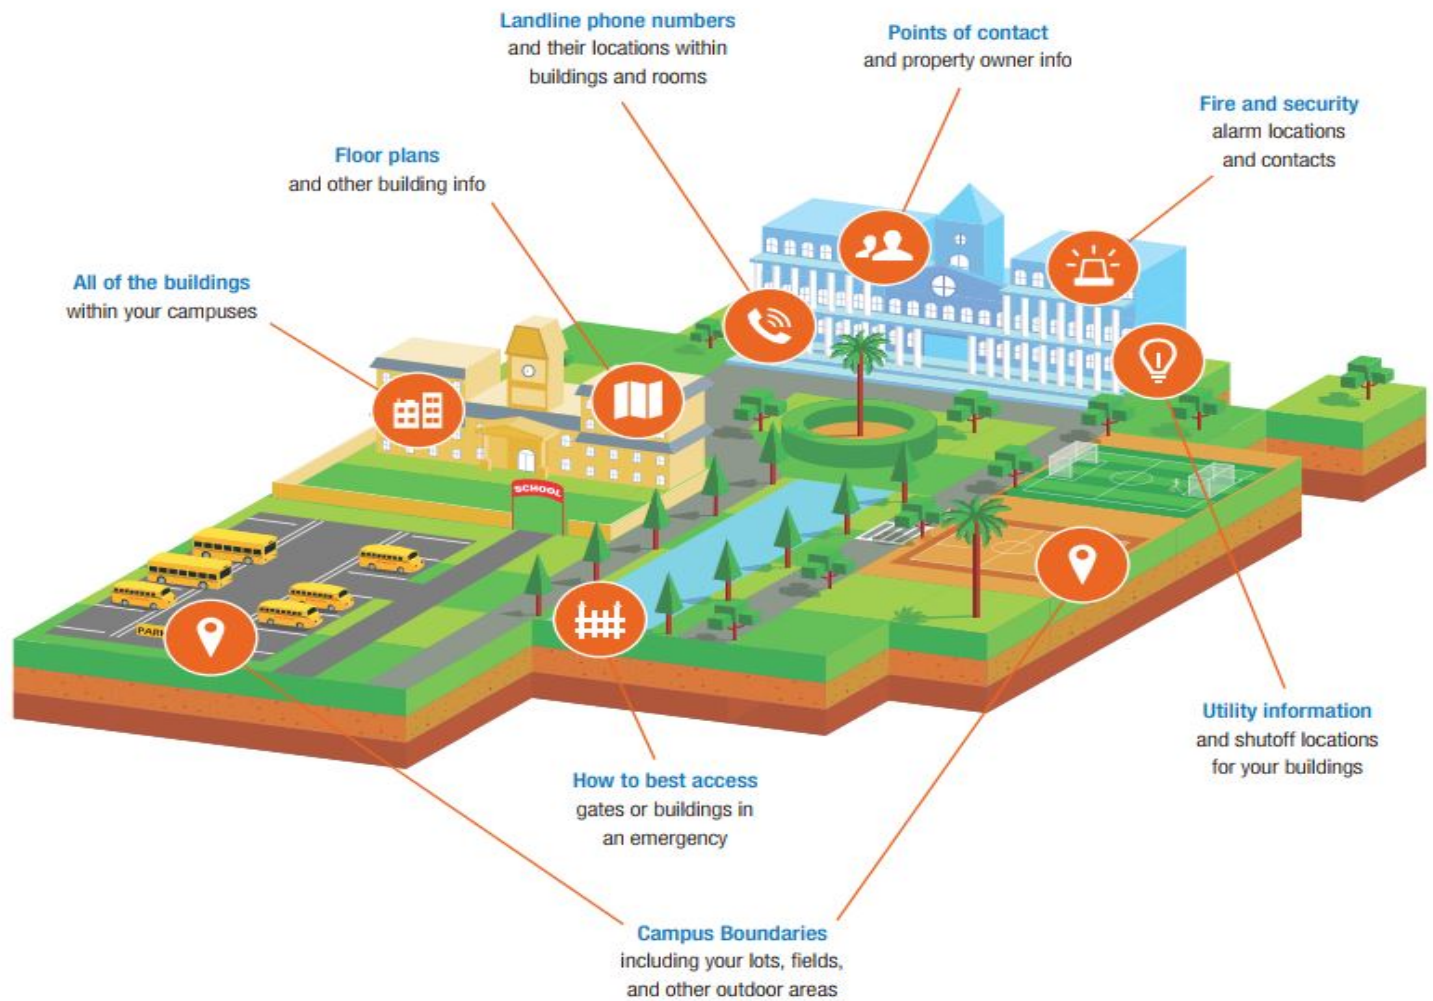 Landline phone numbers
and their locations within
buildings and rooms
Points of contact
and property owner info
Fire and security
alarm locations
and contacts
Floor plans
and other building info
All of the buildings
within your campuses
SCHOOL
Utility information
and shutoff locations
for your buildings
How to best access
gates or buildings in
an emergency
Campus Boundaries
including your lots, fields,
and other outdoor areas